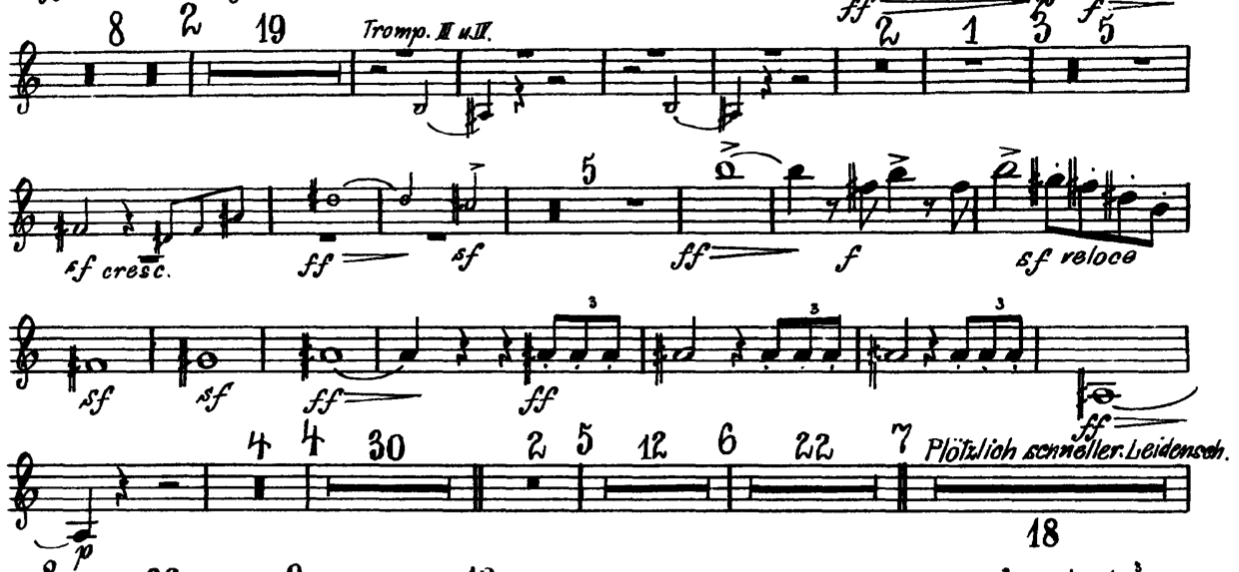 ff p f
8 2 19 Tromp. III u. IV. 2 1 3 5
5
sf cresc. ff sf ff f sf veloce
3 3 3
sf sf ff ff ff
4 4 30 2 5 12 6 22 7 Plötzlich schneller. Leidensch.
p 18